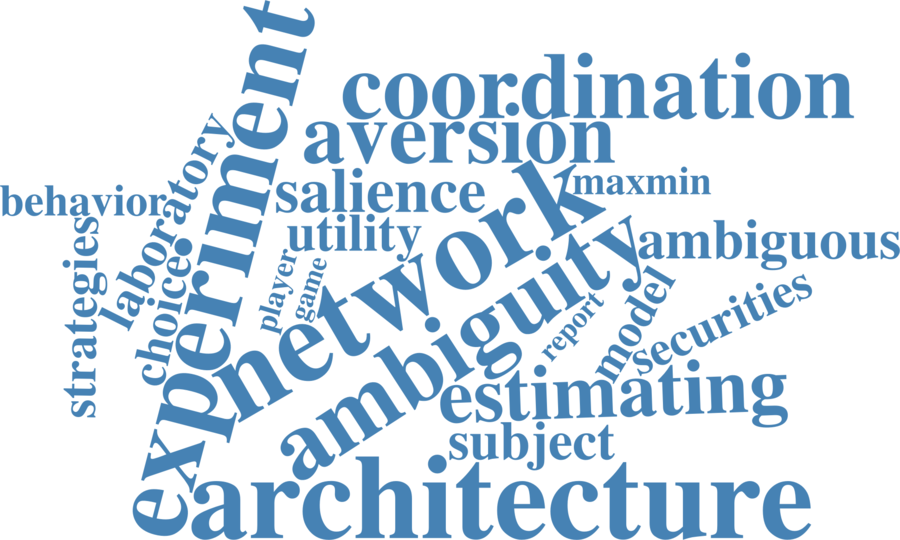 experiment
coordination
aversion
laboratory
salience
maxmin
behavior
network
utility
ambiguous
strategies
choice
player
game
ambiguity
report
model
securities
estimating
subject
architecture